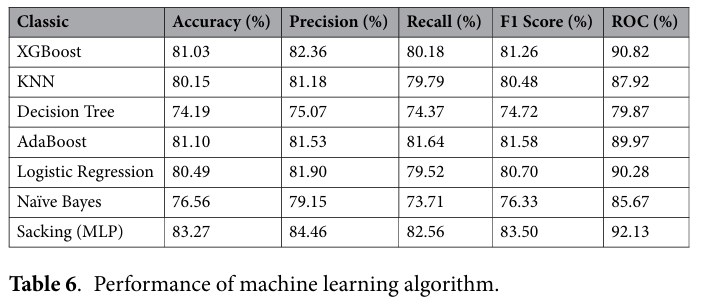 Classic Accuracy (%) Precision (%) Recall (%) F1 Score (%) ROC (%)
XGBoost 81.03 82.36 80.18 81.26 90.82
KNN 80.15 81.18 79.79 80.48 87.92
Decision Tree 74.19 75.07 74.37 74.72 79.87
AdaBoost 81.10 81.53 81.64 81.58 89.97
Logistic Regression 80.49 81.90 79.52 80.70 90.28
Naïve Bayes 76.56 79.15 73.71 76.33 85.67
Sacking (MLP) 83.27 84.46 82.56 83.50 92.13
Table 6. Performance of machine learning algorithm.